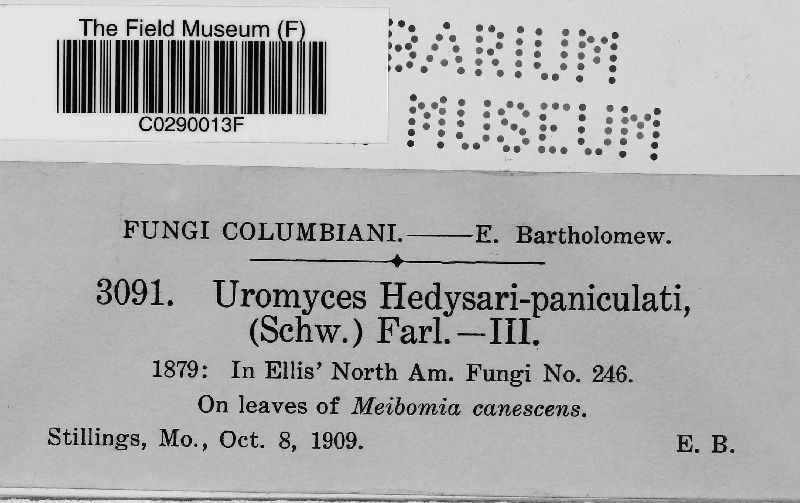 The Field Museum (F)
C0290013F
BARIUM
MUSEUM
FUNGI COLUMBIANI.——E. Bartholomew.
3091. Uromyces Hedysari-paniculati,
(Schw.) Farl.—III.
1879: In Ellis' North Am. Fungi No. 246.
On leaves of Meibomia canescens.
Stillings, Mo., Oct. 8, 1909. E. B.